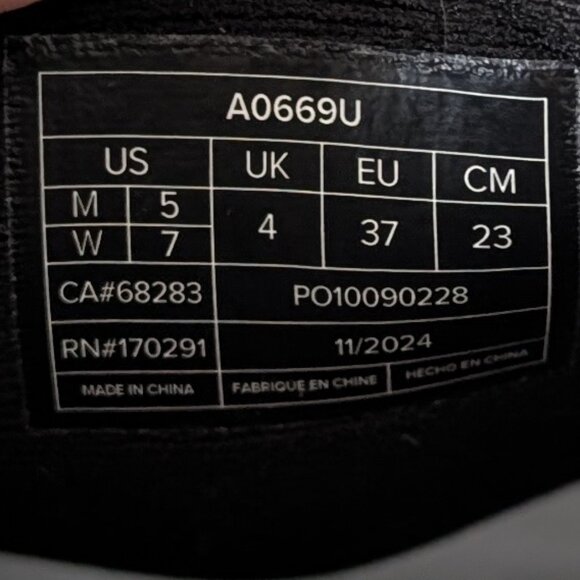 A0669U
US UK EU CM
M 5 4 37 23
W 7
CA#68283 PO10090228
RN#170291 11/2024
MADE IN CHINA FABRIQUE EN CHINE HECHO EN CHINA